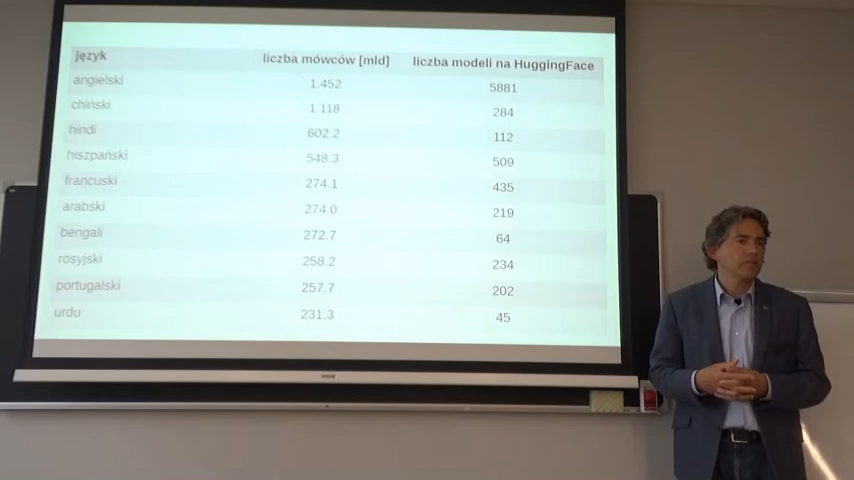 język liczba mówców [mld] liczba modeli na HuggingFace
angielski 1.452 5881
chiński 1 118 284
hindi 602.2 112
hiszpański 548.3 509
francuski 274.1 435
arabski 274.0 219
bengali 272.7 64
rosyjski 258.2 234
portugalski 257.7 202
urdu 231.3 45